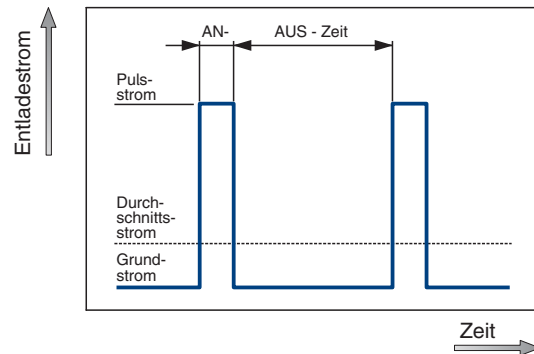 Entladestrom
AN-
AUS - Zeit
Puls-
strom
Durch-
schnitts-
strom
Grund-
strom
Zeit